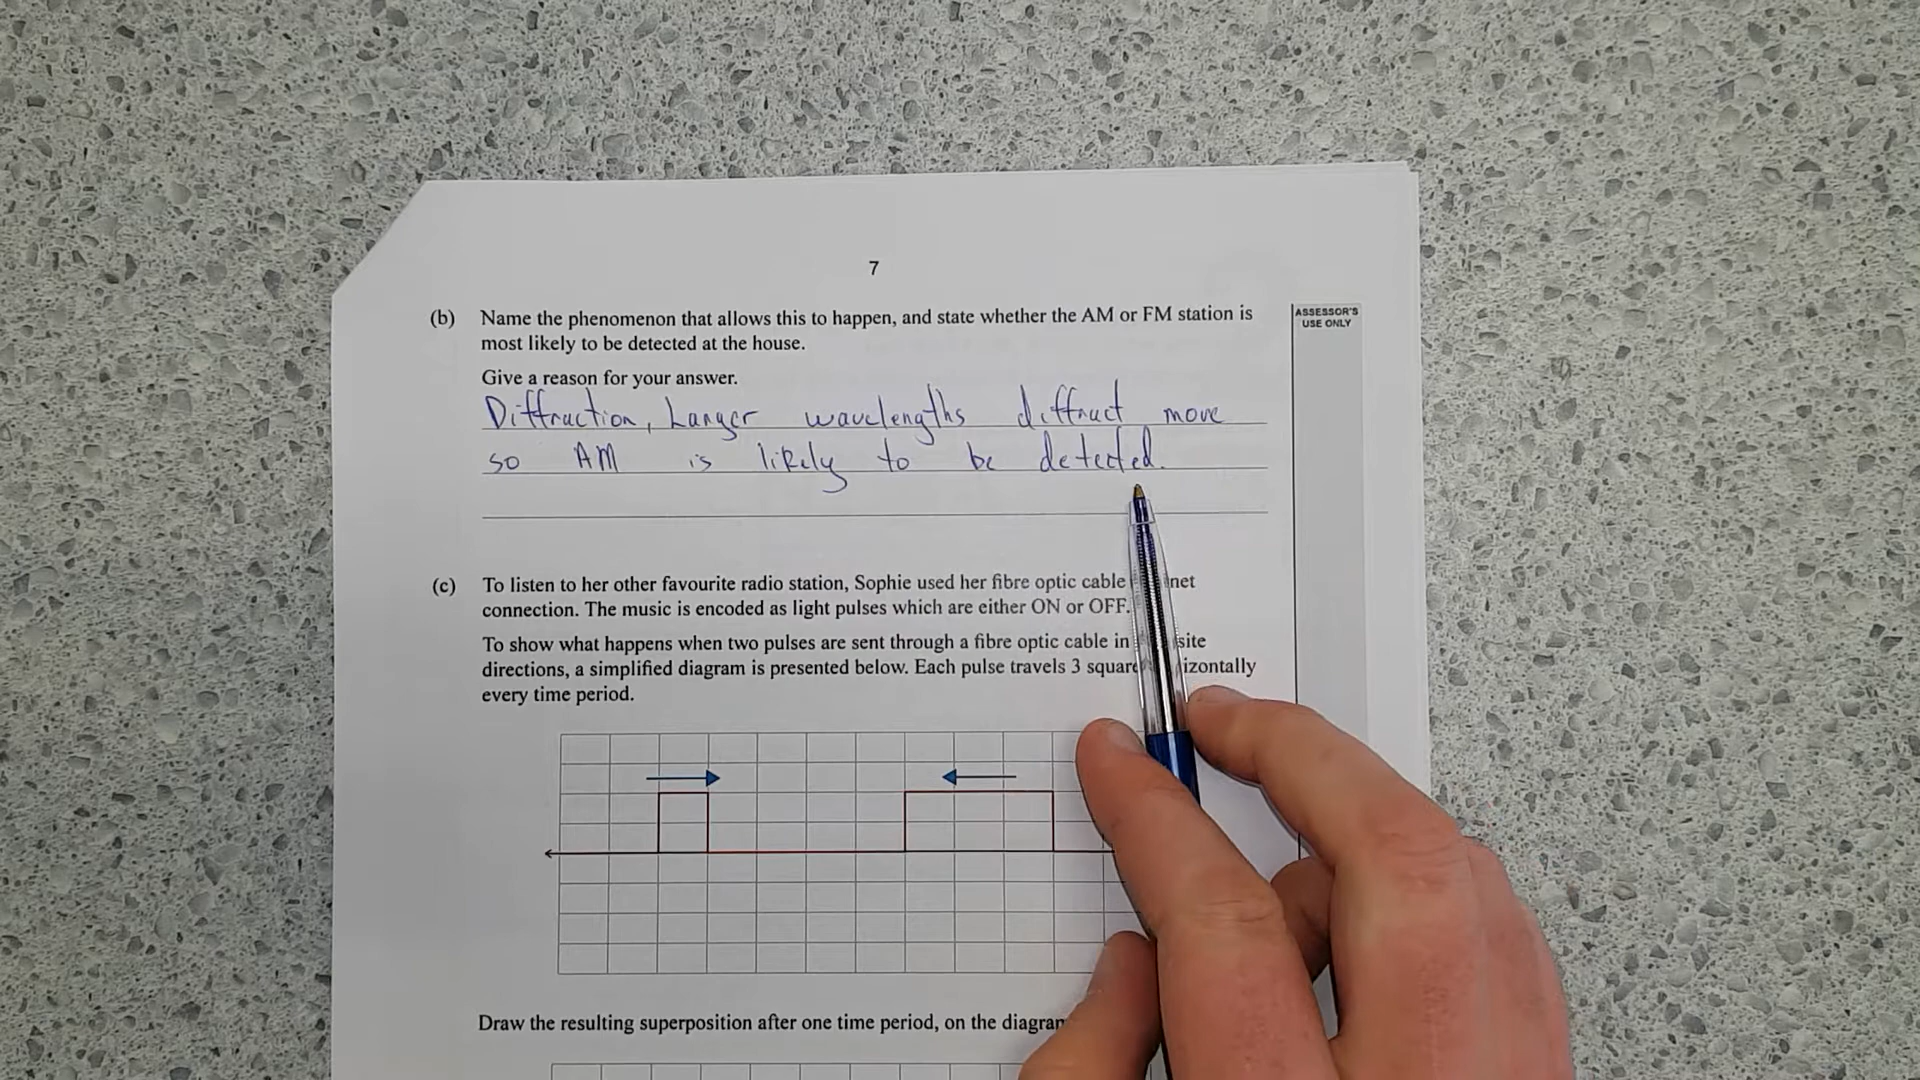 7
(b) Name the phenomenon that allows this to happen, and state whether the AM or FM station is
most likely to be detected at the house.
Give a reason for your answer.
Diffraction, Larger wavelengths diffract more
so AM is likely to be detected.
ASSESSOR'S
USE ONLY
(c) To listen to her other favourite radio station, Sophie used her fibre optic cable net
connection. The music is encoded as light pulses which are either ON or OFF.
To show what happens when two pulses are sent through a fibre optic cable in site
directions, a simplified diagram is presented below. Each pulse travels 3 square izontally
every time period.
Draw the resulting superposition after one time period, on the diagram